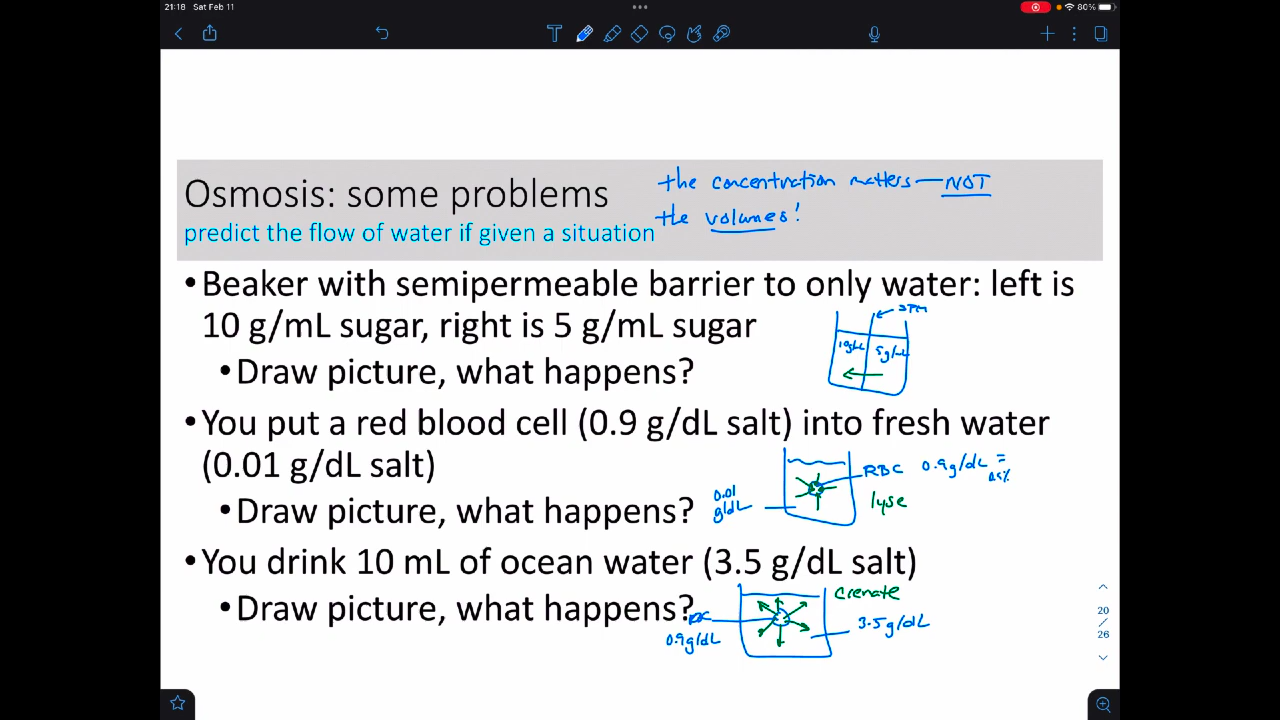 21:18 Sat Feb 11
80%
the concentration matters — NOT
Osmosis: some problems
the volumes!
predict the flow of water if given a situation
•Beaker with semipermeable barrier to only water: left is
10 g/mL sugar, right is 5 g/mL sugar
•Draw picture, what happens?
5g/mL
•You put a red blood cell (0.9 g/dL salt) into fresh water
(0.01 g/dL salt)
RBC 0.9g/dL =
0.9%
0.01
g/dL
lyse
•Draw picture, what happens?
•You drink 10 mL of ocean water (3.5 g/dL salt)
crenate
•Draw picture, what happens?
3.5g/dL
0.9g/dL
20
/
26